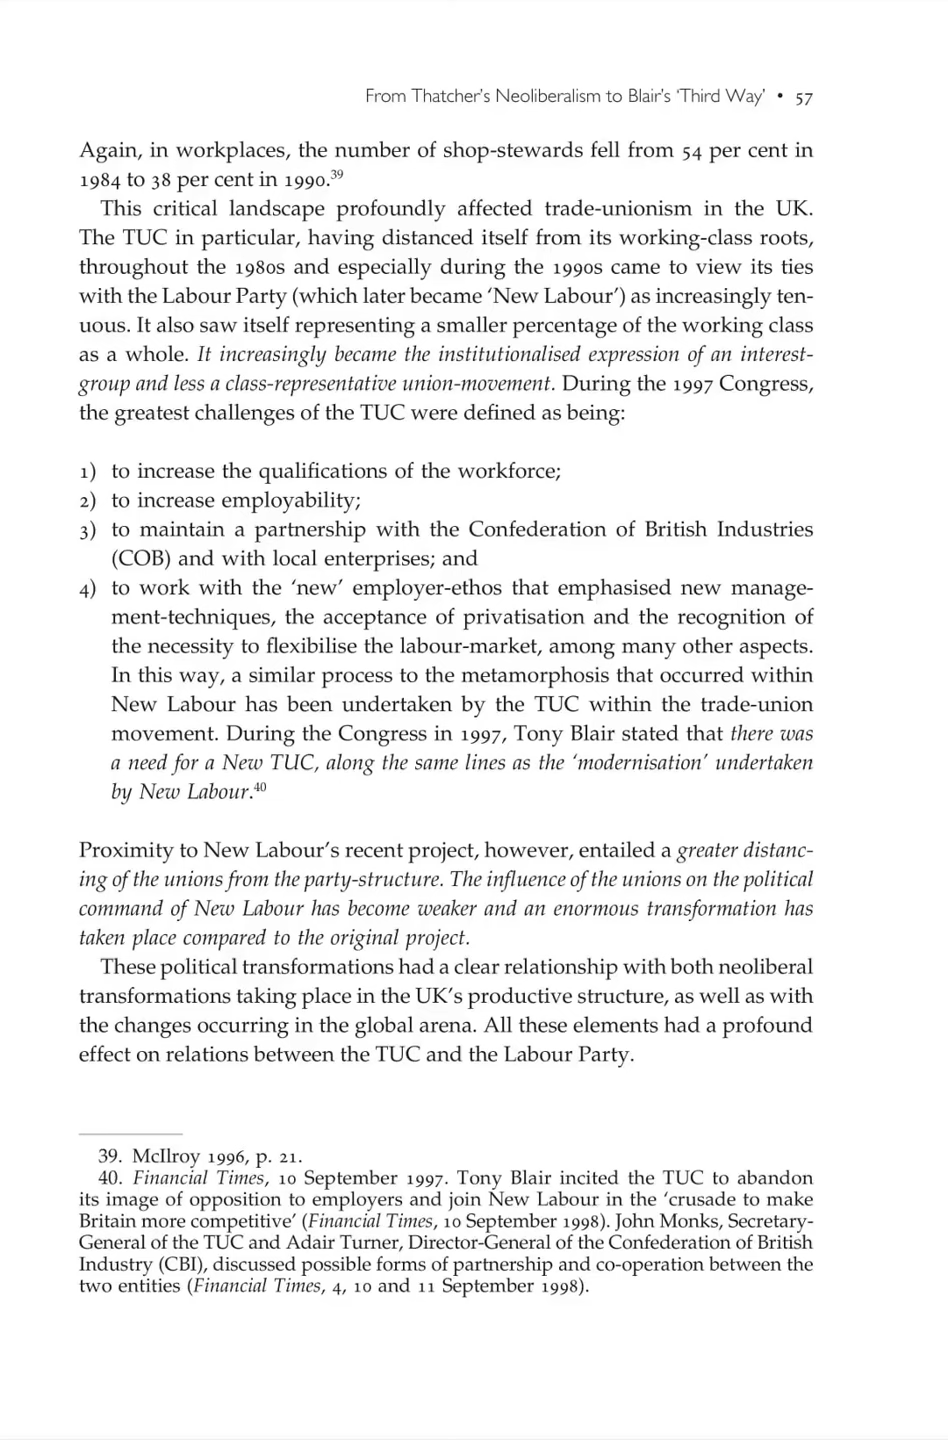 From Thatcher's Neoliberalism to Blair's 'Third Way' • 57
Again, in workplaces, the number of shop-stewards fell from 54 per cent in
1984 to 38 per cent in 1990.39
This critical landscape profoundly affected trade-unionism in the UK.
The TUC in particular, having distanced itself from its working-class roots,
throughout the 1980s and especially during the 1990s came to view its ties
with the Labour Party (which later became 'New Labour') as increasingly ten-
uous. It also saw itself representing a smaller percentage of the working class
as a whole. It increasingly became the institutionalised expression of an interest-
group and less a class-representative union-movement. During the 1997 Congress,
the greatest challenges of the TUC were defined as being:
1) to increase the qualifications of the workforce;
2) to increase employability;
3) to maintain a partnership with the Confederation of British Industries
(COB) and with local enterprises; and
4) to work with the 'new' employer-ethos that emphasised new manage-
ment-techniques, the acceptance of privatisation and the recognition of
the necessity to flexibilise the labour-market, among many other aspects.
In this way, a similar process to the metamorphosis that occurred within
New Labour has been undertaken by the TUC within the trade-union
movement. During the Congress in 1997, Tony Blair stated that there was
a need for a New TUC, along the same lines as the 'modernisation' undertaken
by New Labour.40
Proximity to New Labour's recent project, however, entailed a greater distanc-
ing of the unions from the party-structure. The influence of the unions on the political
command of New Labour has become weaker and an enormous transformation has
taken place compared to the original project.
These political transformations had a clear relationship with both neoliberal
transformations taking place in the UK's productive structure, as well as with
the changes occurring in the global arena. All these elements had a profound
effect on relations between the TUC and the Labour Party.
39. McIlroy 1996, p. 21.
40. Financial Times, 10 September 1997. Tony Blair incited the TUC to abandon
its image of opposition to employers and join New Labour in the 'crusade to make
Britain more competitive' (Financial Times, 10 September 1998). John Monks, Secretary-
General of the TUC and Adair Turner, Director-General of the Confederation of British
Industry (CBI), discussed possible forms of partnership and co-operation between the
two entities (Financial Times, 4, 10 and 11 September 1998).